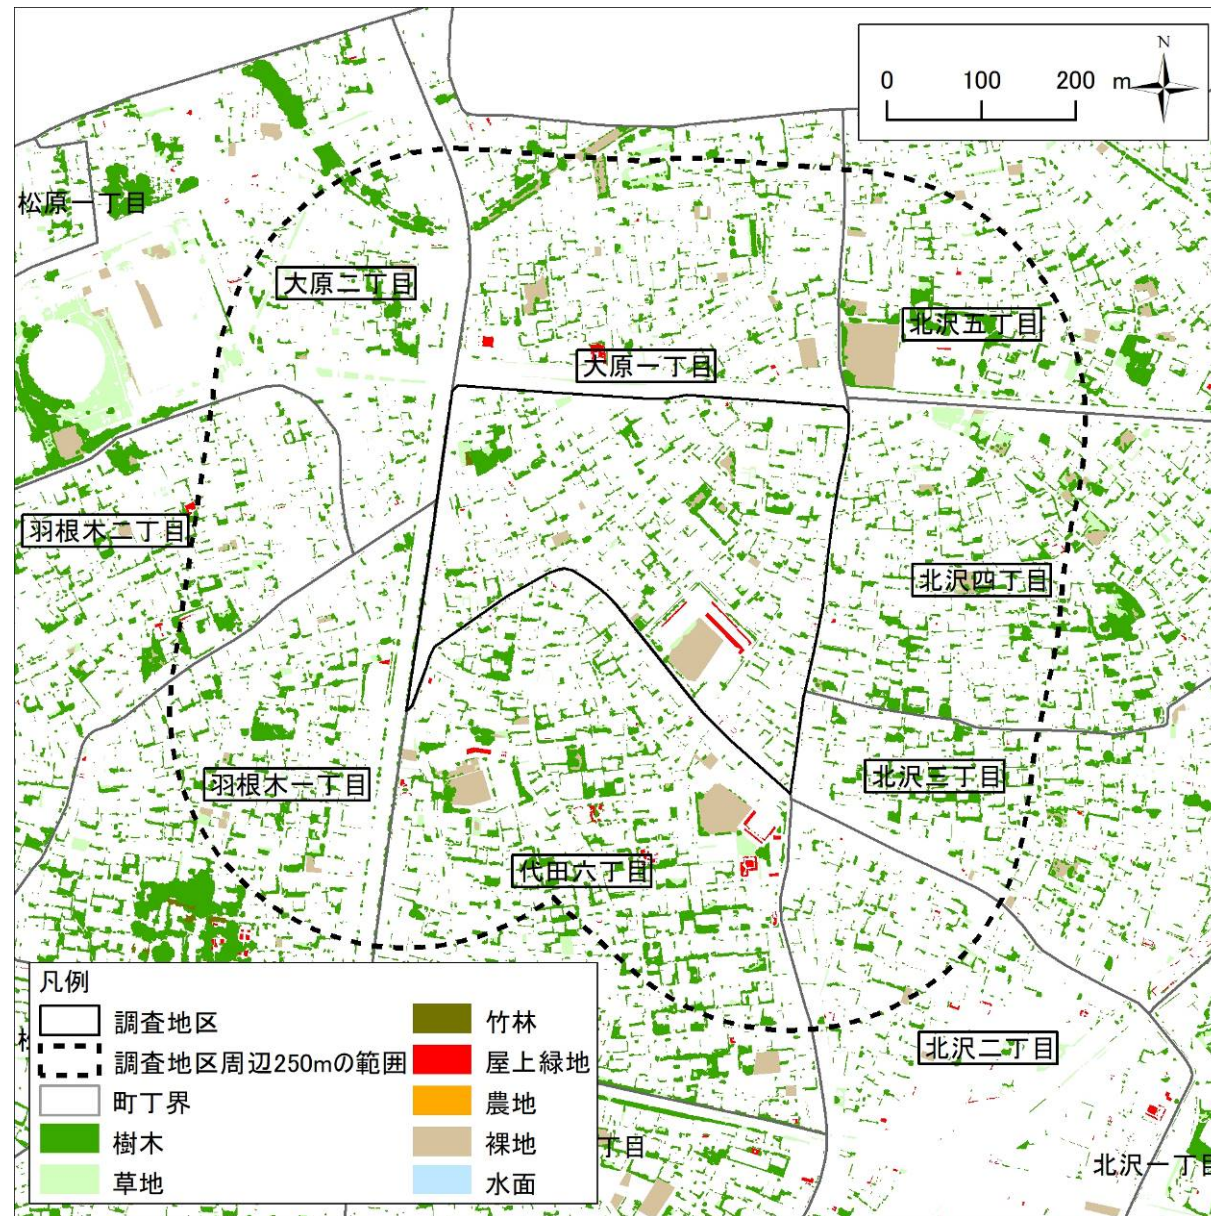 N
0 100 200 m
松原一丁目
大原二丁目
北沢五丁目
大原一丁目
羽根木二丁目
北沢四丁目
羽根木一丁目
北沢三丁目
代田六丁目
凡例
調査地区
竹林
調査地区周辺250mの範囲
屋上緑地
町丁界
農地
樹木
裸地
草地
水面
北沢二丁目
丁目
北沢一丁目